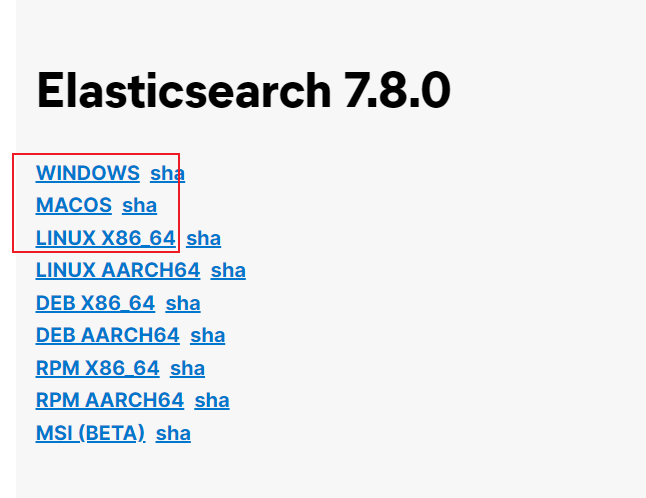 Elasticsearch 7.8.0
WINDOWS sha
MACOS sha
LINUX X86_64 sha
LINUX AARCH64 sha
DEB X86_64 sha
DEB AARCH64 sha
RPM X86_64 sha
RPM AARCH64 sha
MSI (BETA) sha